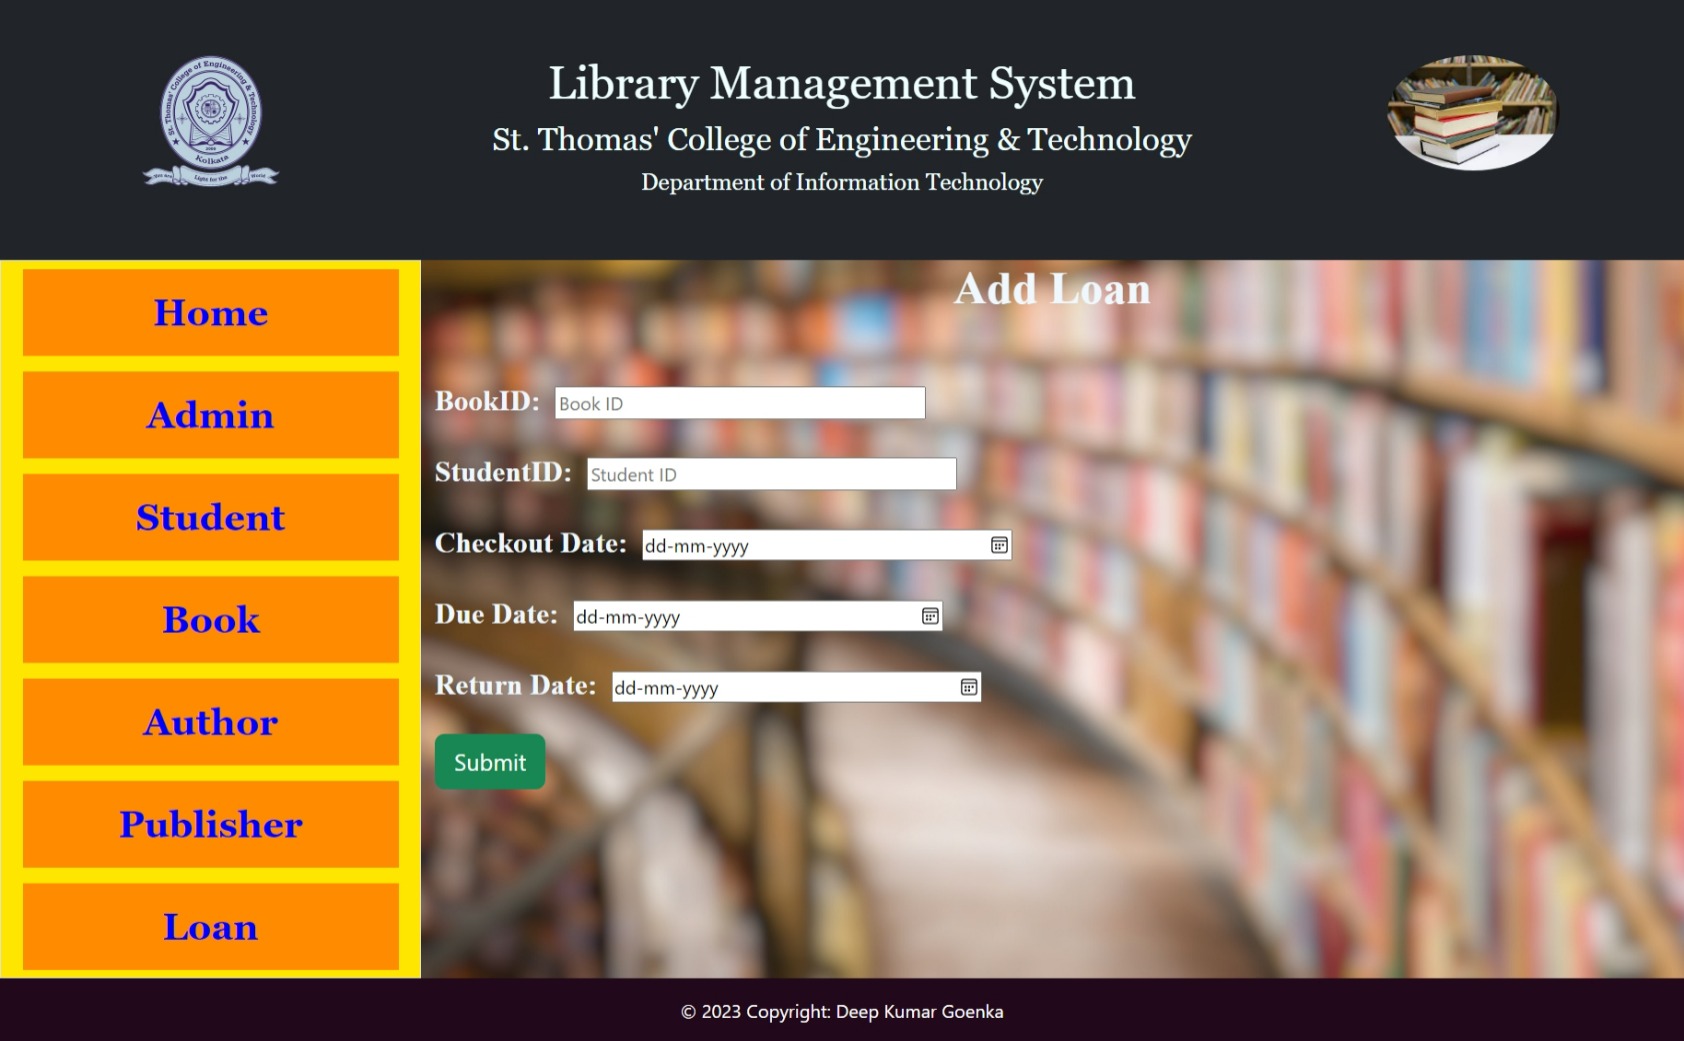 St. Thomas' College of Engineering & Technology
Kolkata
Library Management System
St. Thomas' College of Engineering & Technology
Department of Information Technology
Home
Admin
Student
Book
Author
Publisher
Loan
Add Loan
BookID: Book ID
StudentID: Student ID
Checkout Date: dd-mm-yyyy
Due Date: dd-mm-yyyy
Return Date: dd-mm-yyyy
Submit
© 2023 Copyright: Deep Kumar Goenka